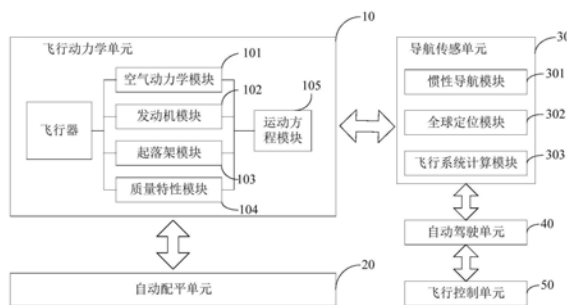 10
飞行动力学单元
101
空气动力学模块
102
发动机模块
飞行器
起落架模块
103
质量特性模块
104
105
运动方
程模块
30
导航传感单元
惯性导航模块
301
全球定位模块
302
飞行系统计算模块
303
自动驾驶单元
40
飞行控制单元
50
自动配平单元
20